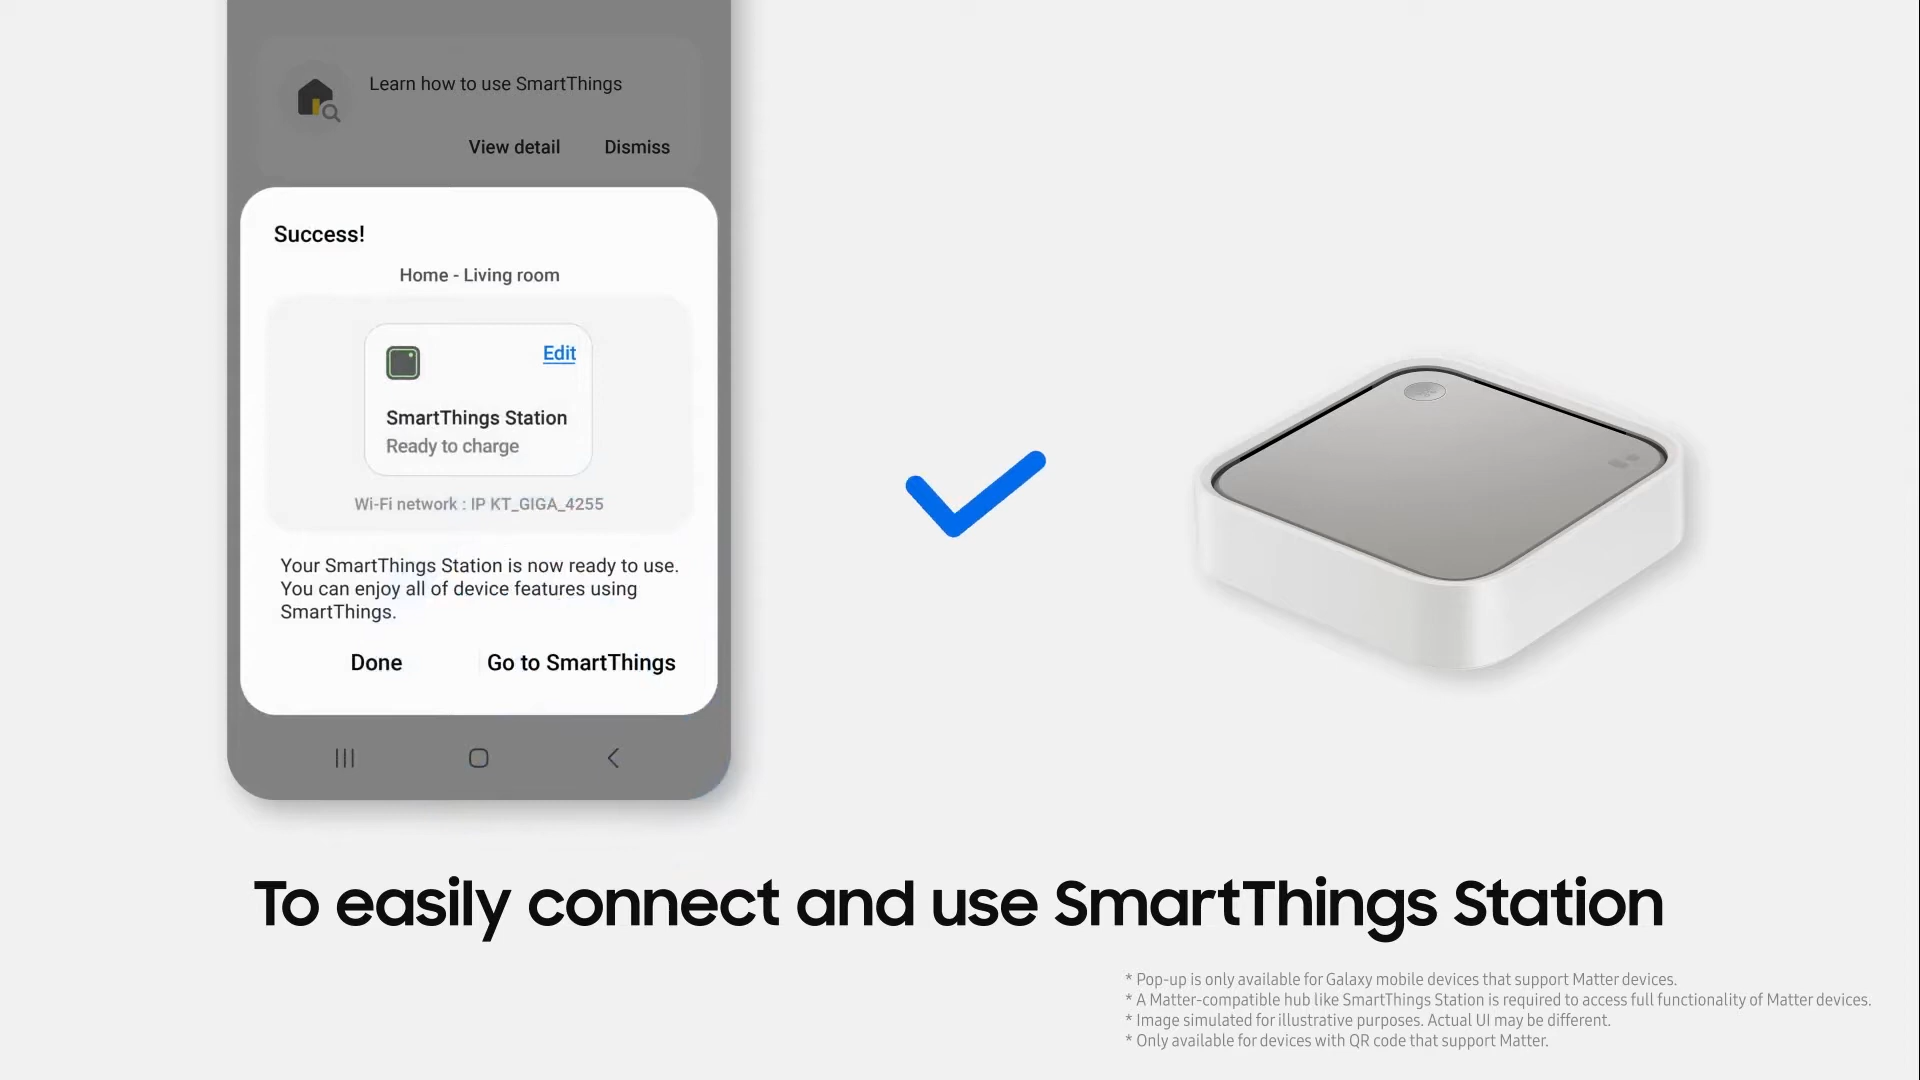 Learn how to use SmartThings
View detail
Dismiss
Success!
Home - Living room
Edit
SmartThings Station
Ready to charge
Wi-Fi network : IP KT_GIGA_4255
Your SmartThings Station is now ready to use.
You can enjoy all of device features using
SmartThings.
Done
Go to SmartThings
To easily connect and use SmartThings Station
* Pop-up is only available for Galaxy mobile devices that support Matter devices.
* A Matter-compatible hub like SmartThings Station is required to access full functionality of Matter devices.
* Image simulated for illustrative purposes. Actual UI may be different.
* Only available for devices with QR code that support Matter.